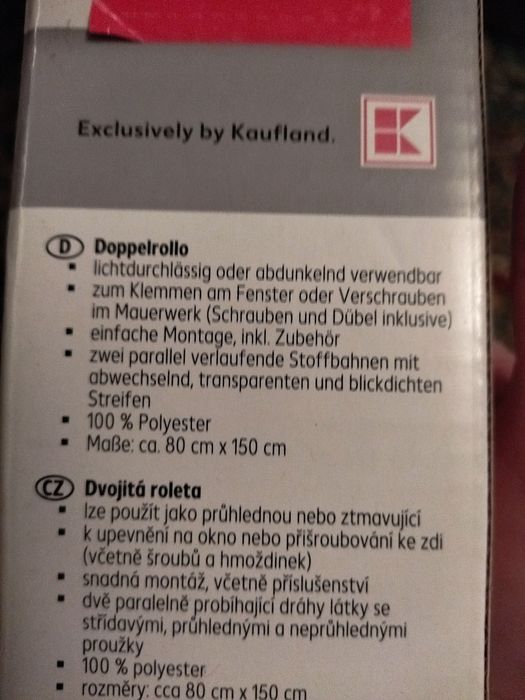 Exclusively by Kaufland.
K
D Doppelrollo
▪ lichtdurchlässig oder abdunkelnd verwendbar
▪ zum Klemmen am Fenster oder Verschrauben
im Mauerwerk (Schrauben und Dübel inklusive)
▪ einfache Montage, inkl. Zubehör
▪ zwei parallel verlaufende Stoffbahnen mit
abwechselnd, transparenten und blickdichten
Streifen
▪ 100 % Polyester
▪ Maße: ca. 80 cm x 150 cm
CZ Dvojitá roleta
▪ lze použít jako průhlednou nebo ztmavující
▪ k upevnění na okno nebo přišroubování ke zdi
(včetně šroubů a hmoždinek)
▪ snadná montáž, včetně příslušenství
▪ dvě paralelně probíhající dráhy látky se
střídavými, průhlednými a neprůhlednými
proužky
▪ 100 % polyester
▪ rozměry: cca 80 cm x 150 cm